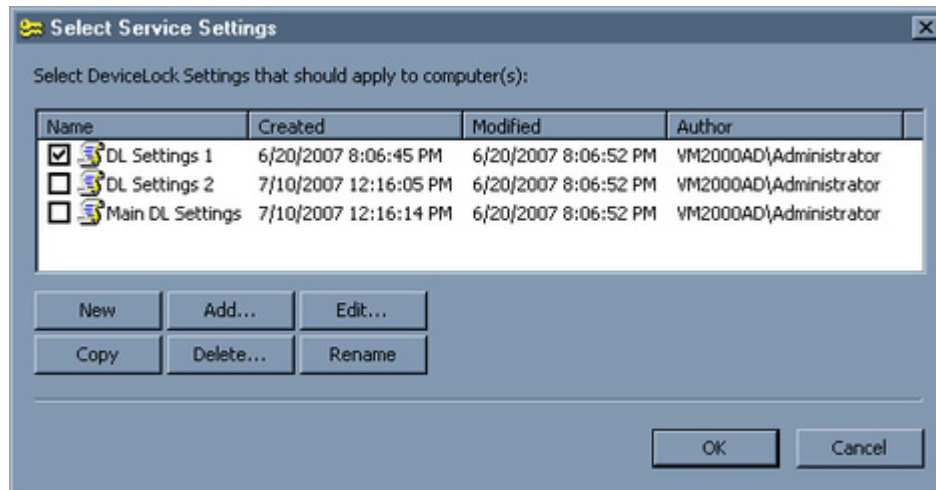 Select Service Settings
Select DeviceLock Settings that should apply to computer(s):
Name Created Modified Author
DL Settings 1 6/20/2007 8:06:45 PM 6/20/2007 8:06:52 PM VM2000AD\Administrator
DL Settings 2 7/10/2007 12:16:05 PM 6/20/2007 8:06:52 PM VM2000AD\Administrator
Main DL Settings 7/10/2007 12:16:14 PM 6/20/2007 8:06:52 PM VM2000AD\Administrator
New Add... Edit...
Copy Delete... Rename
OK Cancel